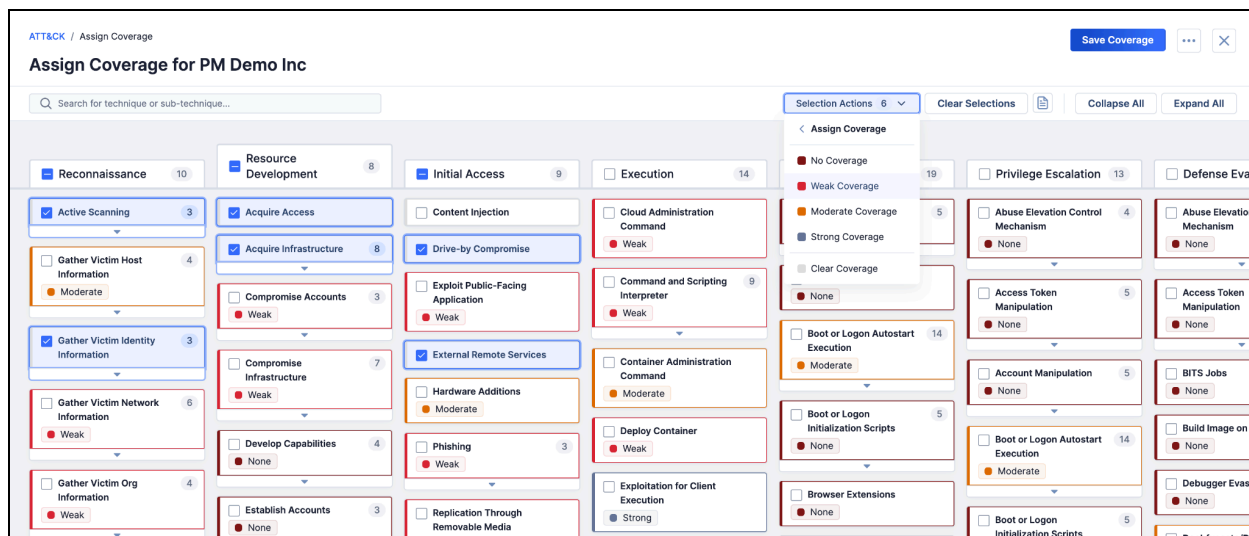 ATT&CK / Assign Coverage
Save Coverage
Assign Coverage for PM Demo Inc
Search for technique or sub-technique...
Selection Actions 6
Clear Selections
Collapse All
Expand All
Assign Coverage
No Coverage
Weak Coverage
Moderate Coverage
Strong Coverage
Clear Coverage
Reconnaissance 10
Active Scanning 3
Gather Victim Host 4
Information
Moderate
Gather Victim Identity 3
Information
Gather Victim Network 6
Information
Weak
Gather Victim Org 4
Information
Weak
Resource
Development 8
Acquire Access
Acquire Infrastructure 8
Compromise Accounts 3
Weak
Compromise 7
Infrastructure
Weak
Develop Capabilities 4
None
Establish Accounts 3
None
Initial Access 9
Content Injection
Drive-by Compromise
Exploit Public-Facing
Application
Weak
External Remote Services
Hardware Additions
Moderate
Phishing 3
Weak
Replication Through
Removable Media
Execution 14
Cloud Administration
Command
Weak
Command and Scripting 9
Interpreter
Weak
Container Administration
Command
Moderate
Deploy Container
Weak
Exploitation for Client
Execution
Strong
19
5
None
Boot or Logon Autostart 14
Execution
Moderate
Boot or Logon 5
Initialization Scripts
None
Browser Extensions
None
Privilege Escalation 13
Abuse Elevation Control 4
Mechanism
None
Access Token 5
Manipulation
None
Account Manipulation 5
None
Boot or Logon Autostart 14
Execution
Moderate
Boot or Logon 5
Initialization Scripts
Defense Eva
Abuse Elevatio
Mechanism
None
Access Token
Manipulation
None
BITS Jobs
None
Build Image on
None
Debugger Evas
None